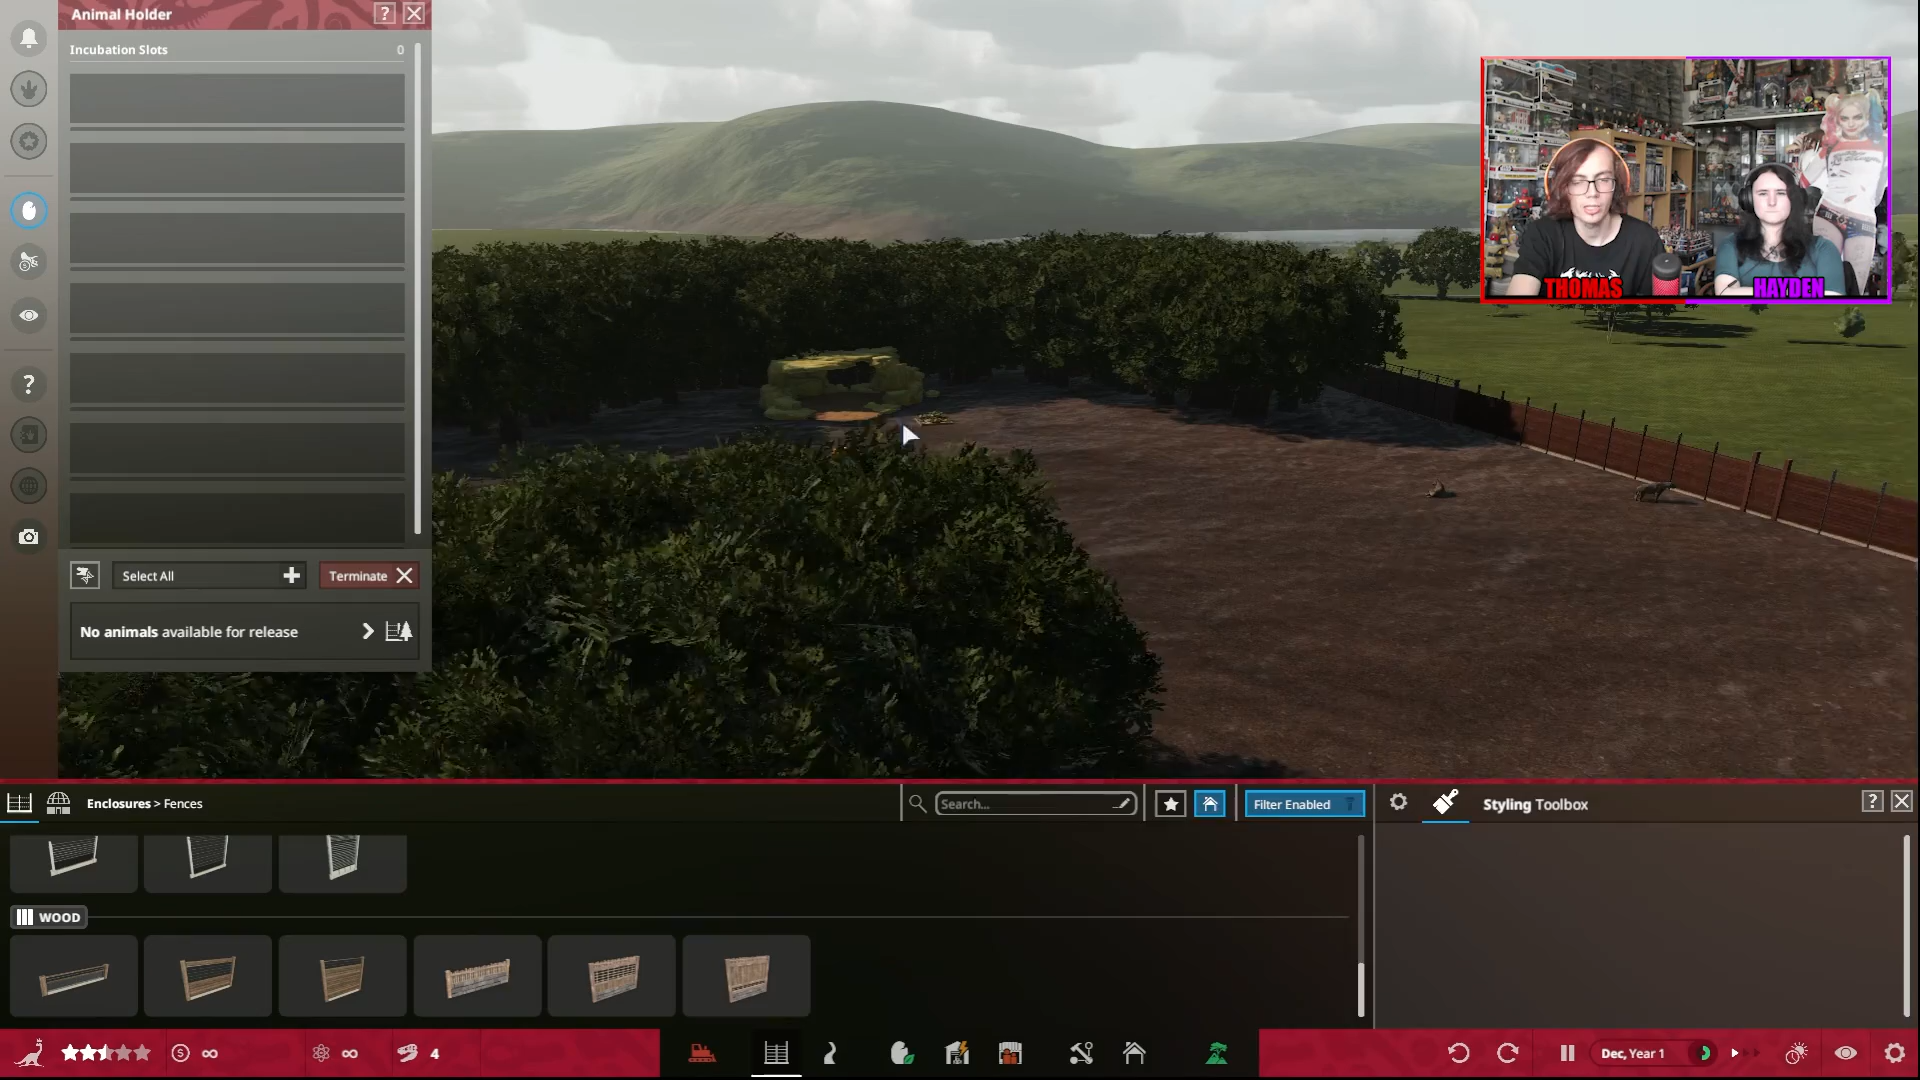 Animal Holder
?
Incubation Slots 0
THOMAS
HAYDEN
?
Select All
Terminate
No animals available for release
Enclosures > Fences
Search...
Filter Enabled
Styling Toolbox
?
WOOD
∞
∞
4
Dec, Year 1